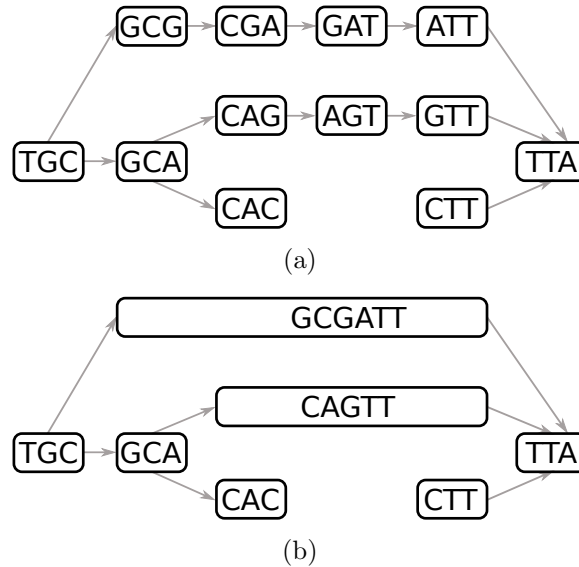 GCG CGA GAT ATT
CAG AGT GTT
TGC GCA TTA
CAC CTT
(a)
GCGATT
CAGTT
TGC GCA TTA
CAC CTT
(b)